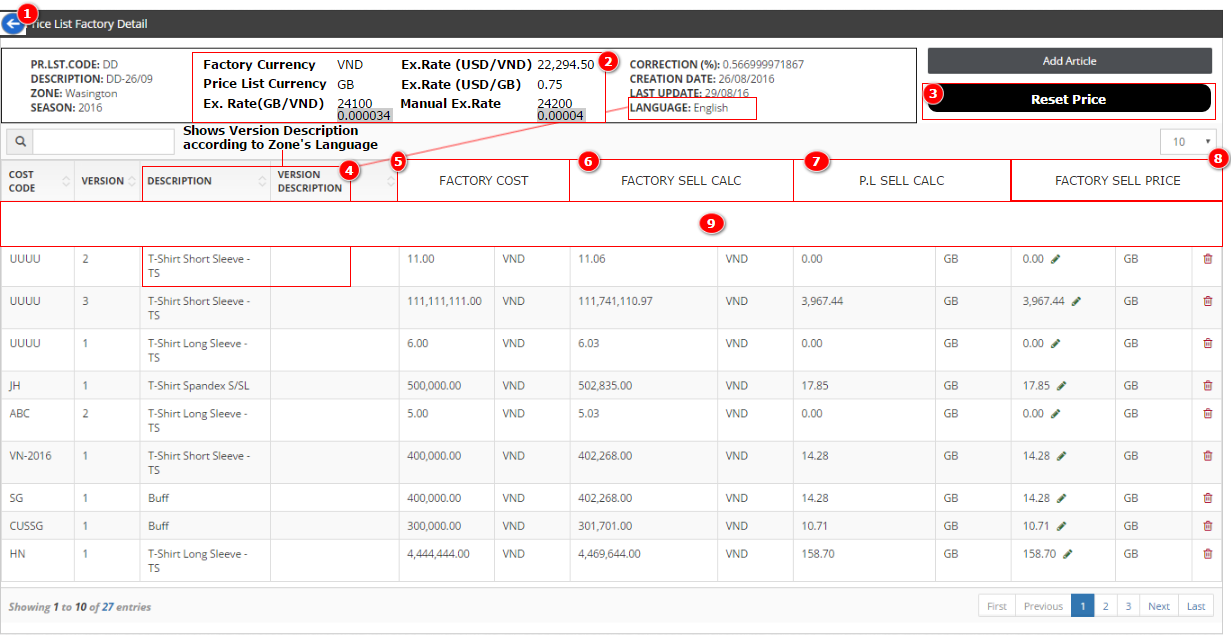 1
rice List Factory Detail
PR.LST.CODE: DD
DESCRIPTION: DD-26/09
ZONE: Wasington
SEASON: 2016
Factory Currency VND Ex.Rate (USD/VND) 22,294.50 2
Price List Currency GB Ex.Rate (USD/GB) 0.75
Ex. Rate(GB/VND) 24100 Manual Ex.Rate 24200
0.000034 0.00004
CORRECTION (%): 0.566999971867
CREATION DATE: 26/08/2016
LAST UPDATE: 29/08/16
LANGUAGE: English
Add Article
3 Reset Price
Shows Version Description
according to Zone's Language
10
4 5 6 7 8
COST CODE VERSION DESCRIPTION VERSION DESCRIPTION FACTORY COST FACTORY SELL CALC P.L SELL CALC FACTORY SELL PRICE
9
UUUU 2 T-Shirt Short Sleeve - 11.00 VND 11.06 VND 0.00 GB 0.00 GB
TS
UUUU 3 T-Shirt Short Sleeve - 111,111,111.00 VND 111,741,110.97 VND 3,967.44 GB 3,967.44 GB
TS
UUUU 1 T-Shirt Long Sleeve - 6.00 VND 6.03 VND 0.00 GB 0.00 GB
TS
JH 1 T-Shirt Spandex S/SL 500,000.00 VND 502,835.00 VND 17.85 GB 17.85 GB
ABC 2 T-Shirt Long Sleeve - 5.00 VND 5.03 VND 0.00 GB 0.00 GB
TS
VN-2016 1 T-Shirt Short Sleeve - 400,000.00 VND 402,268.00 VND 14.28 GB 14.28 GB
TS
SG 1 Buff 400,000.00 VND 402,268.00 VND 14.28 GB 14.28 GB
CUSSG 1 Buff 300,000.00 VND 301,701.00 VND 10.71 GB 10.71 GB
HN 1 T-Shirt Long Sleeve - 4,444,444.00 VND 4,469,644.00 VND 158.70 GB 158.70 GB
TS
Showing 1 to 10 of 27 entries
First Previous 1 2 3 Next Last